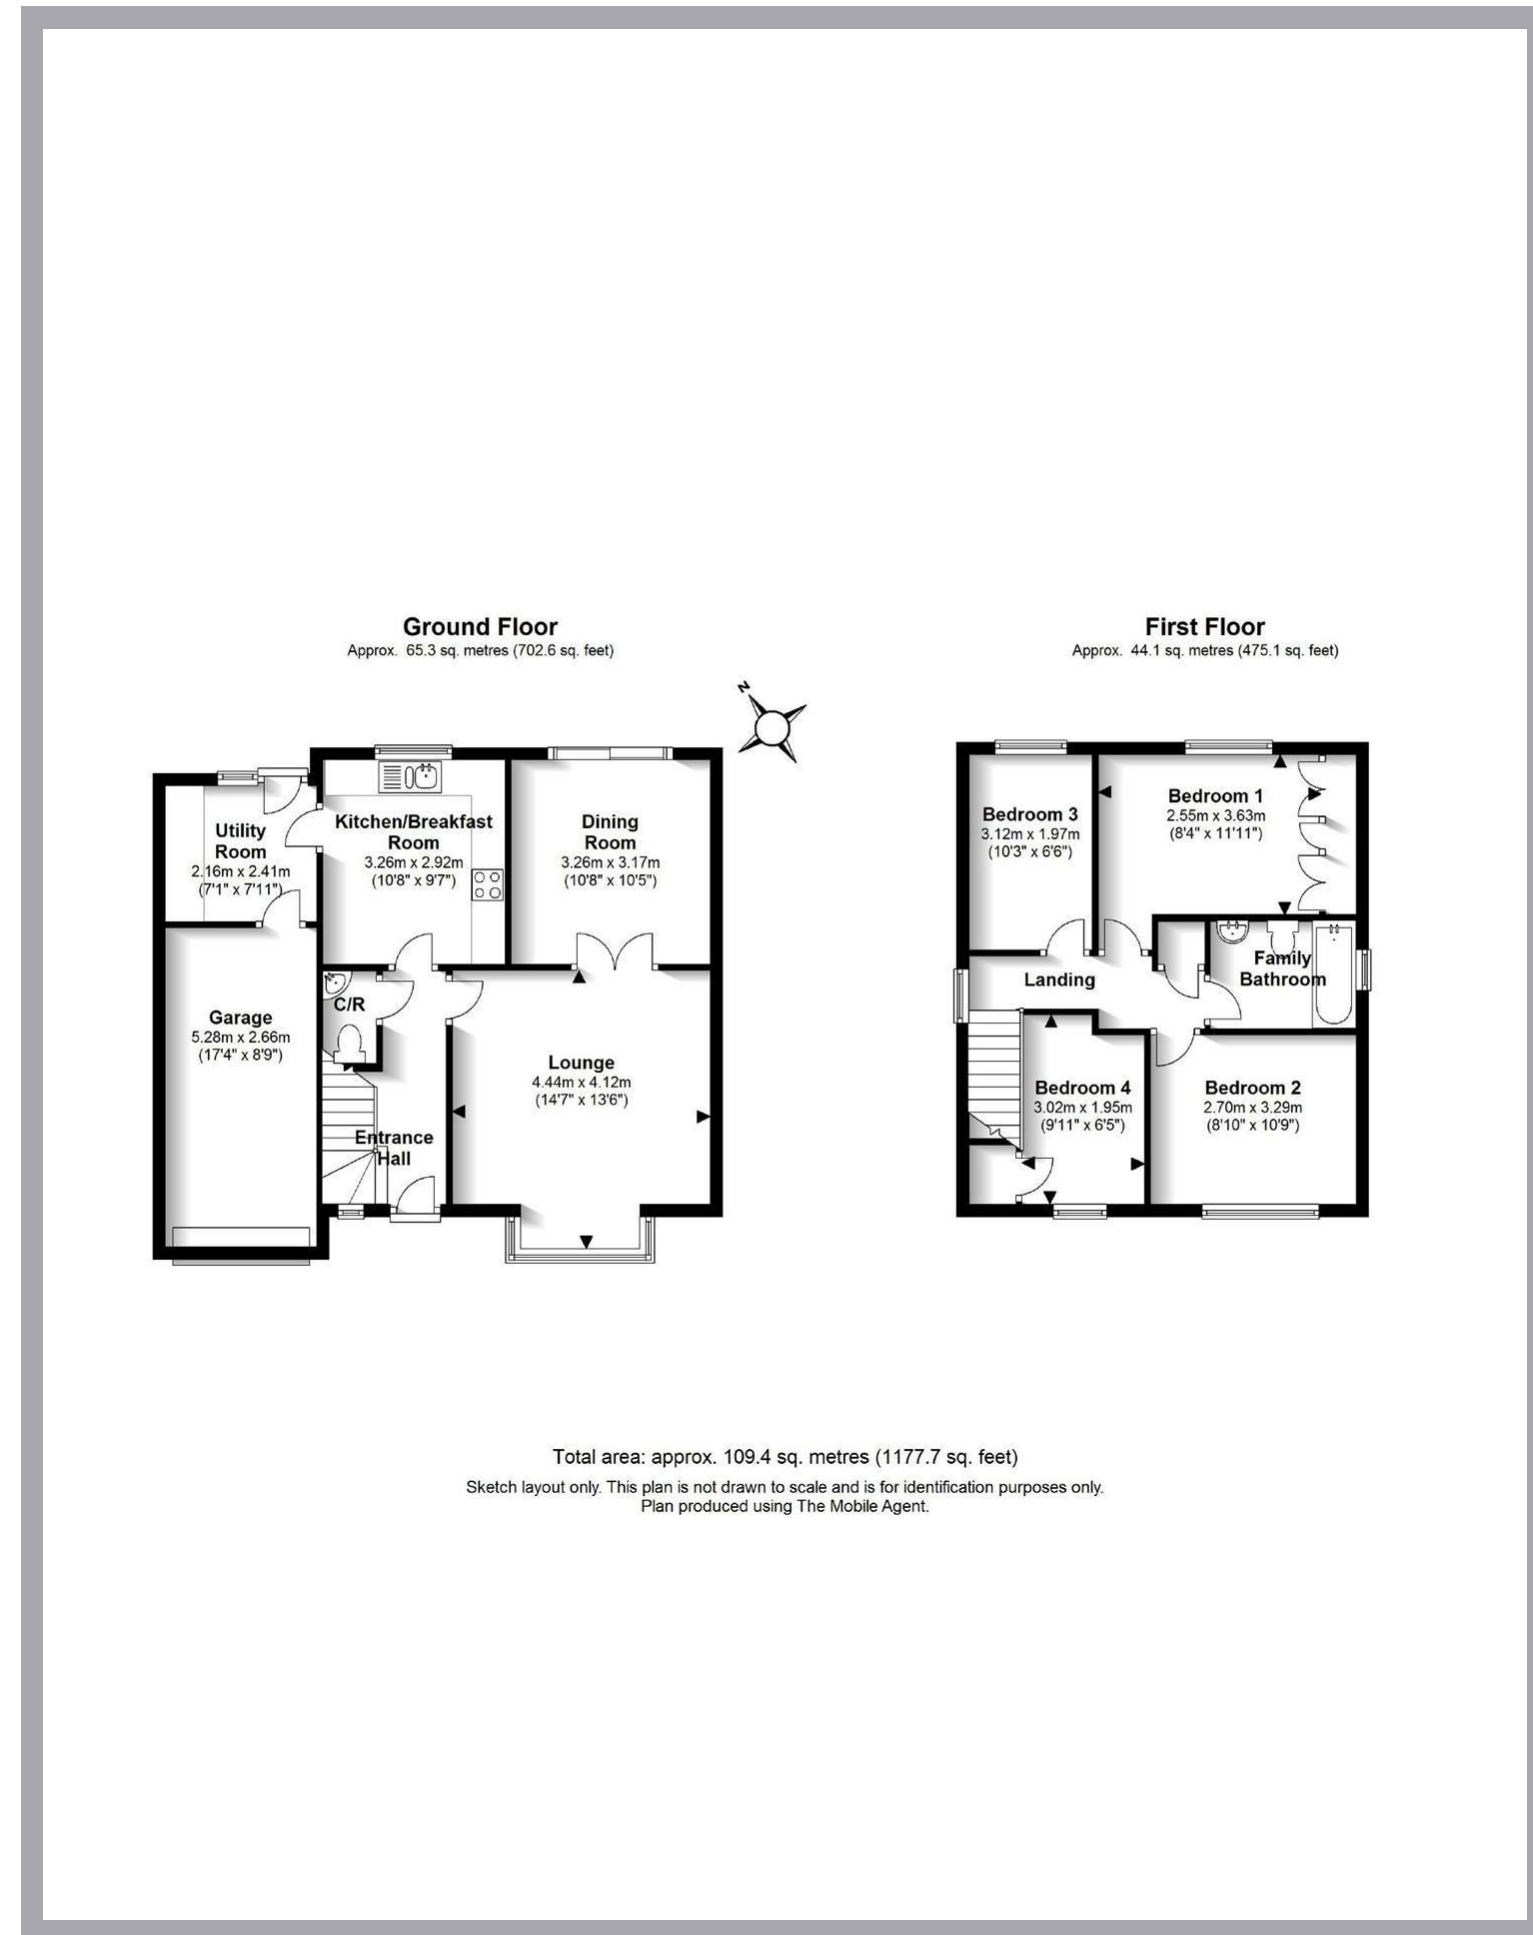 Ground Floor
Approx. 65.3 sq. metres (702.6 sq. feet)
N
Utility
Room
2.16m x 2.41m
(7'1" x 7'11")
Kitchen/Breakfast
Room
3.26m x 2.92m
(10'8" x 9'7")
Dining
Room
3.26m x 3.17m
(10'8" x 10'5")
C/R
Garage
5.28m x 2.66m
(17'4" x 8'9")
Lounge
4.44m x 4.12m
(14'7" x 13'6")
Entrance
Hall
First Floor
Approx. 44.1 sq. metres (475.1 sq. feet)
Bedroom 3
3.12m x 1.97m
(10'3" x 6'6")
Bedroom 1
2.55m x 3.63m
(8'4" x 11'11")
Landing
Family
Bathroom
Bedroom 4
3.02m x 1.95m
(9'11" x 6'5")
Bedroom 2
2.70m x 3.29m
(8'10" x 10'9")
Total area: approx. 109.4 sq. metres (1177.7 sq. feet)
Sketch layout only. This plan is not drawn to scale and is for identification purposes only.
Plan produced using The Mobile Agent.